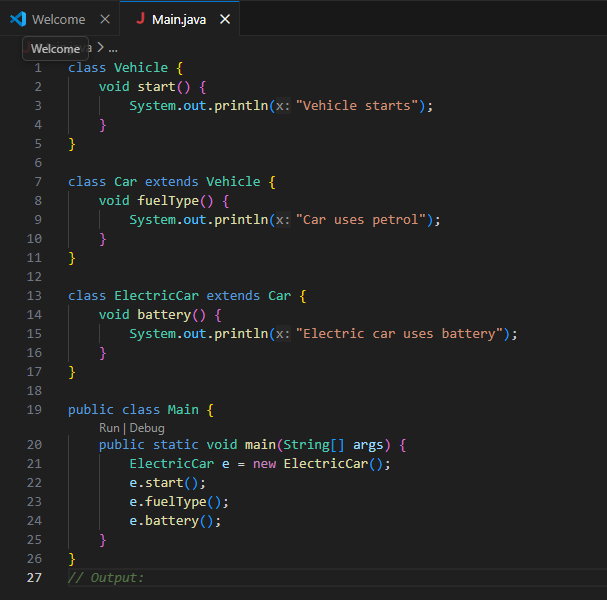 Welcome
J Main.java
Welcome a > ...
1 class Vehicle {
2 void start() {
3 System.out.println(x: "Vehicle starts");
4 }
5 }
6
7 class Car extends Vehicle {
8 void fuelType() {
9 System.out.println(x: "Car uses petrol");
10 }
11 }
12
13 class ElectricCar extends Car {
14 void battery() {
15 System.out.println(x: "Electric car uses battery");
16 }
17 }
18
19 public class Main {
Run | Debug
20 public static void main(String[] args) {
21 ElectricCar e = new ElectricCar();
22 e.start();
23 e.fuelType();
24 e.battery();
25 }
26 }
27 // Output: